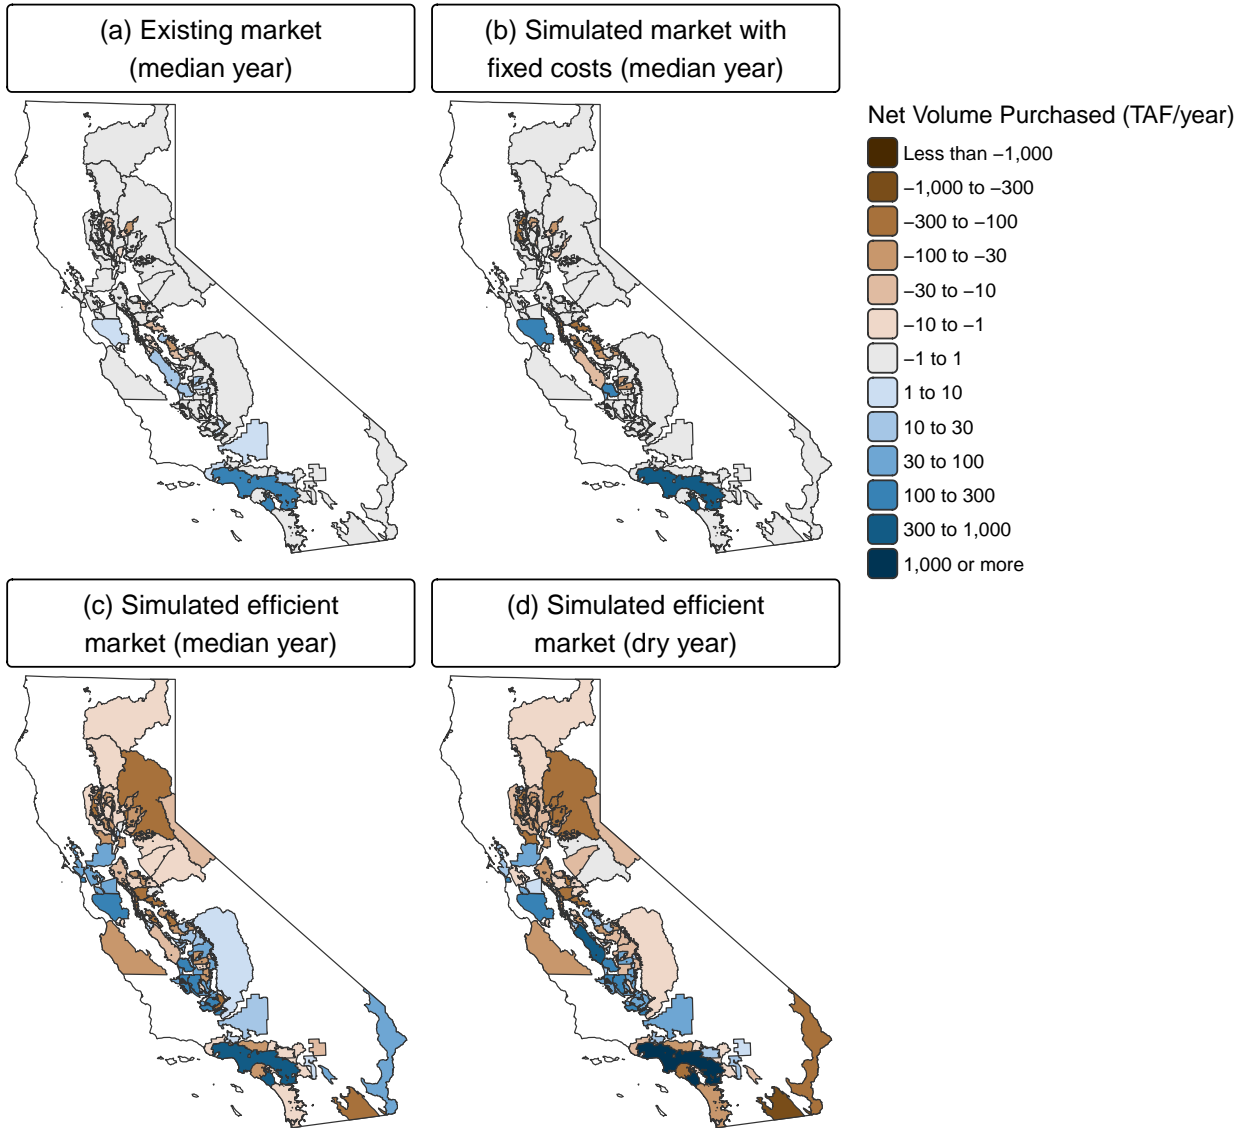 (a) Existing market
(median year)
(b) Simulated market with
fixed costs (median year)
Net Volume Purchased (TAF/year)
Less than −1,000
−1,000 to −300
−300 to −100
−100 to −30
−30 to −10
−10 to −1
−1 to 1
1 to 10
10 to 30
30 to 100
100 to 300
300 to 1,000
1,000 or more
(c) Simulated efficient
market (median year)
(d) Simulated efficient
market (dry year)